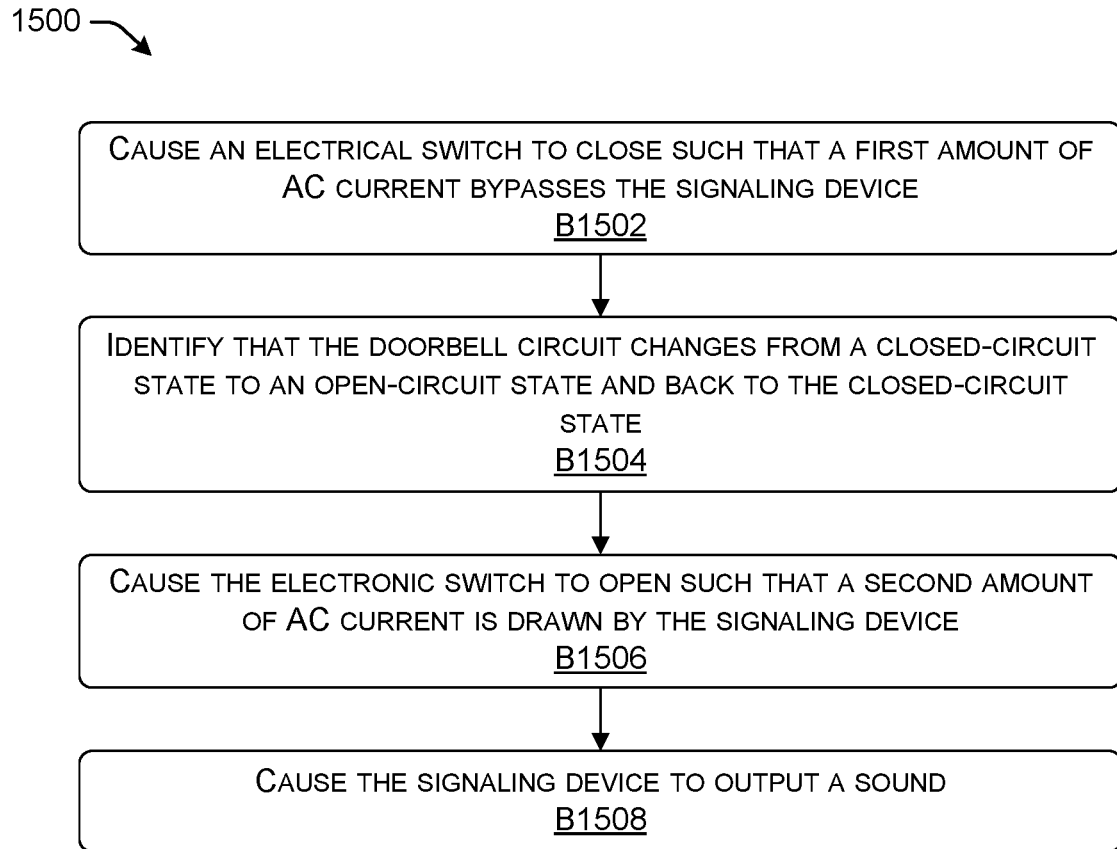 1500
CAUSE AN ELECTRICAL SWITCH TO CLOSE SUCH THAT A FIRST AMOUNT OF
AC CURRENT BYPASSES THE SIGNALING DEVICE
B1502
IDENTIFY THAT THE DOORBELL CIRCUIT CHANGES FROM A CLOSED-CIRCUIT
STATE TO AN OPEN-CIRCUIT STATE AND BACK TO THE CLOSED-CIRCUIT
STATE
B1504
CAUSE THE ELECTRONIC SWITCH TO OPEN SUCH THAT A SECOND AMOUNT
OF AC CURRENT IS DRAWN BY THE SIGNALING DEVICE
B1506
CAUSE THE SIGNALING DEVICE TO OUTPUT A SOUND
B1508